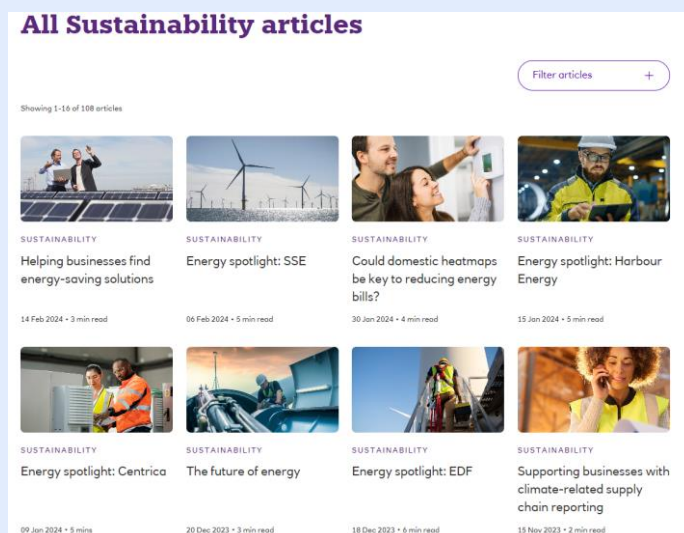 All Sustainability articles
Filter articles +
Showing 1-16 of 108 articles
SUSTAINABILITY
Helping businesses find
energy-saving solutions
14 Feb 2024 • 3 min read
SUSTAINABILITY
Energy spotlight: SSE
06 Feb 2024 • 5 min read
SUSTAINABILITY
Could domestic heatmaps
be key to reducing energy
bills?
30 Jan 2024 • 4 min read
SUSTAINABILITY
Energy spotlight: Harbour
Energy
15 Jan 2024 • 5 min read
SUSTAINABILITY
Energy spotlight: Centrica
09 Jan 2024 • 5 mins
SUSTAINABILITY
The future of energy
20 Dec 2023 • 3 min read
SUSTAINABILITY
Energy spotlight: EDF
18 Dec 2023 • 6 min read
SUSTAINABILITY
Supporting businesses with
climate-related supply
chain reporting
15 Nov 2023 • 2 min read